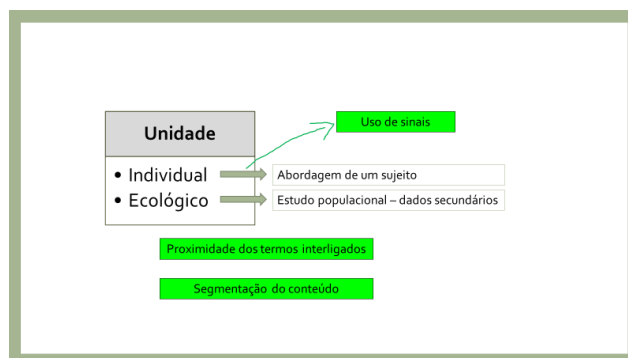 Uso de sinais
Unidade
• Individual
Abordagem de um sujeito
• Ecológico
Estudo populacional – dados secundários
Proximidade dos termos interligados
Segmentação do conteúdo